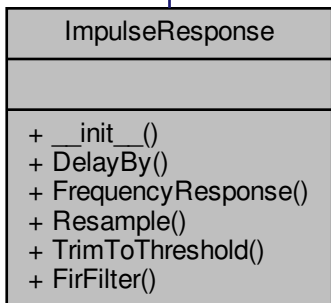 ImpulseResponse
+ __init__()
+ DelayBy()
+ FrequencyResponse()
+ Resample()
+ TrimToThreshold()
+ FirFilter()